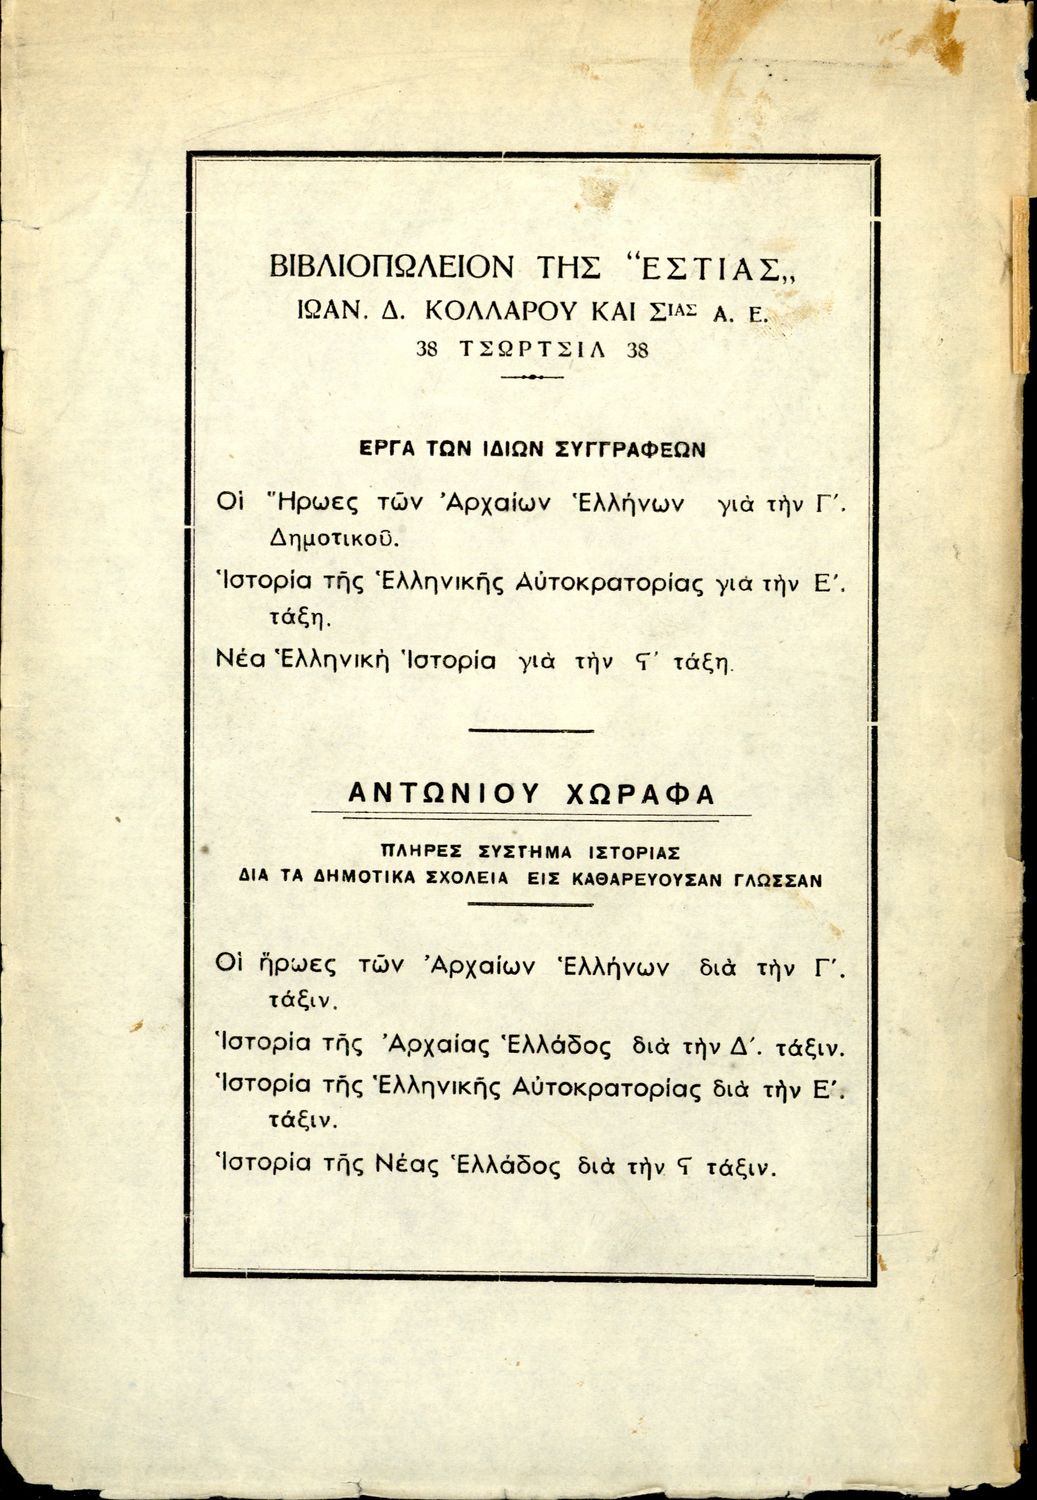 ΒΙΒΛΙΟΠΩΛΕΙΟΝ ΤΗΣ “ΕΣΤΙΑΣ„
ΙΩΑΝ. Δ. ΚΟΛΛΑΡΟΥ ΚΑΙ ΣΙΑΣ Α. Ε.
38 ΤΣΩΡΤΣΙΛ 38
ΕΡΓΑ ΤΩΝ ΙΔΙΩΝ ΣΥΓΓΡΑΦΕΩΝ
Οἱ Ἥρωες τῶν Ἀρχαίων Ἑλλήνων γιὰ τὴν Γ΄.
Δημοτικοῦ.
Ἱστορία τῆς Ἑλληνικῆς Αὐτοκρατορίας γιὰ τὴν Ε΄.
τάξη.
Νέα Ἑλληνικὴ Ἱστορία γιὰ τὴν Ϛ΄ τάξη.
ΑΝΤΩΝΙΟΥ ΧΩΡΑΦΑ
ΠΛΗΡΕΣ ΣΥΣΤΗΜΑ ΙΣΤΟΡΙΑΣ
ΔΙΑ ΤΑ ΔΗΜΟΤΙΚΑ ΣΧΟΛΕΙΑ ΕΙΣ ΚΑΘΑΡΕΥΟΥΣΑΝ ΓΛΩΣΣΑΝ
Οἱ ἥρωες τῶν Ἀρχαίων Ἑλλήνων διὰ τὴν Γ΄.
τάξιν.
Ἱστορία τῆς Ἀρχαίας Ἑλλάδος διὰ τὴν Δ΄. τάξιν.
Ἱστορία τῆς Ἑλληνικῆς Αὐτοκρατορίας διὰ τὴν Ε΄.
τάξιν.
Ἱστορία τῆς Νέας Ἑλλάδος διὰ τὴν Ϛ τάξιν.